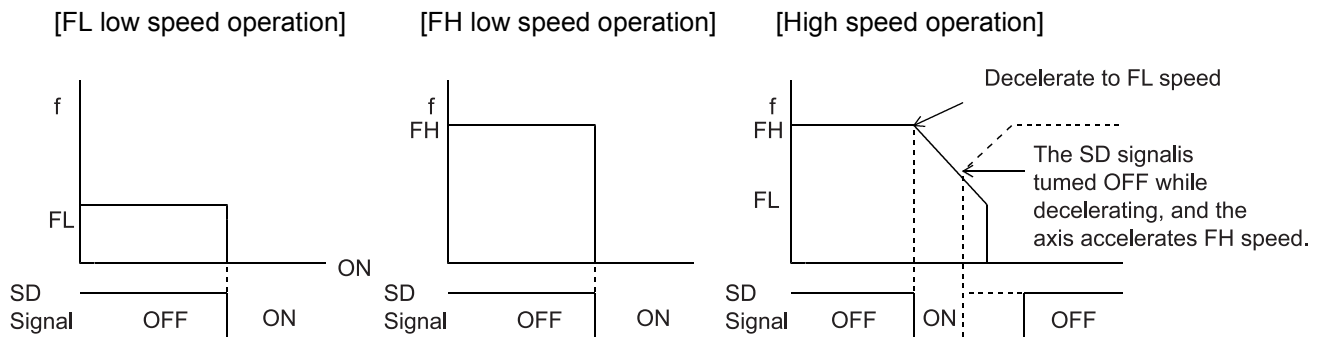 [FL low speed operation]
[FH low speed operation]
[High speed operation]
f
FL
ON
SD
Signal
OFF
ON
f
FH
SD
Signal
OFF
ON
f
FH
FL
Decelerate to FL speed
The SD signalis
tumed OFF while
decelerating, and the
axis accelerates FH speed.
SD
Signal
OFF
ON
OFF